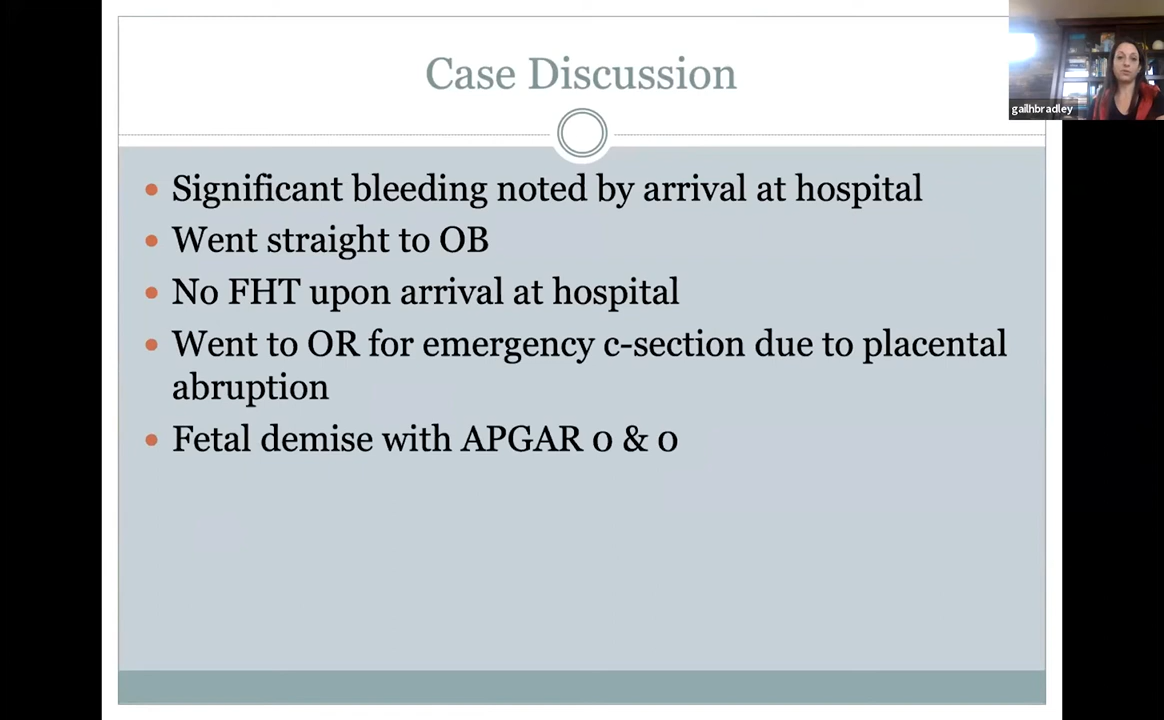 Case Discussion
gailhbradley
Significant bleeding noted by arrival at hospital
Went straight to OB
No FHT upon arrival at hospital
Went to OR for emergency c-section due to placental
abruption
Fetal demise with APGAR 0 & 0